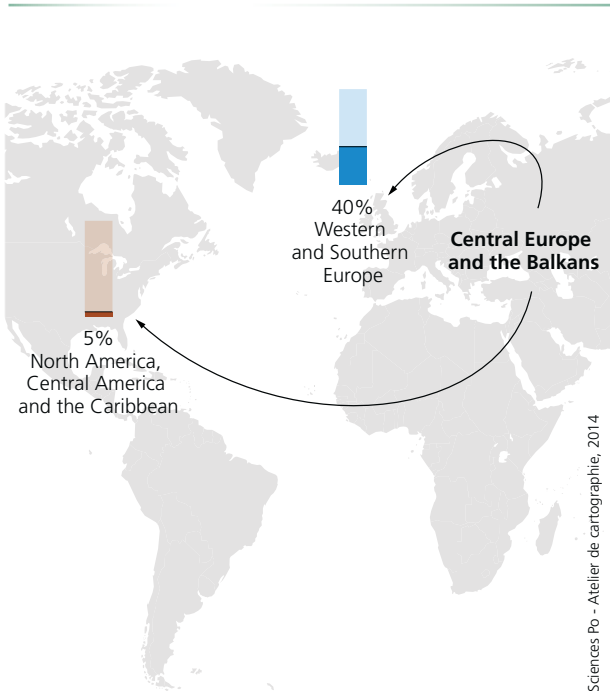 40%
Western
and Southern
Europe
Central Europe
and the Balkans
5%
North America,
Central America
and the Caribbean
Sciences Po - Atelier de cartographie, 2014